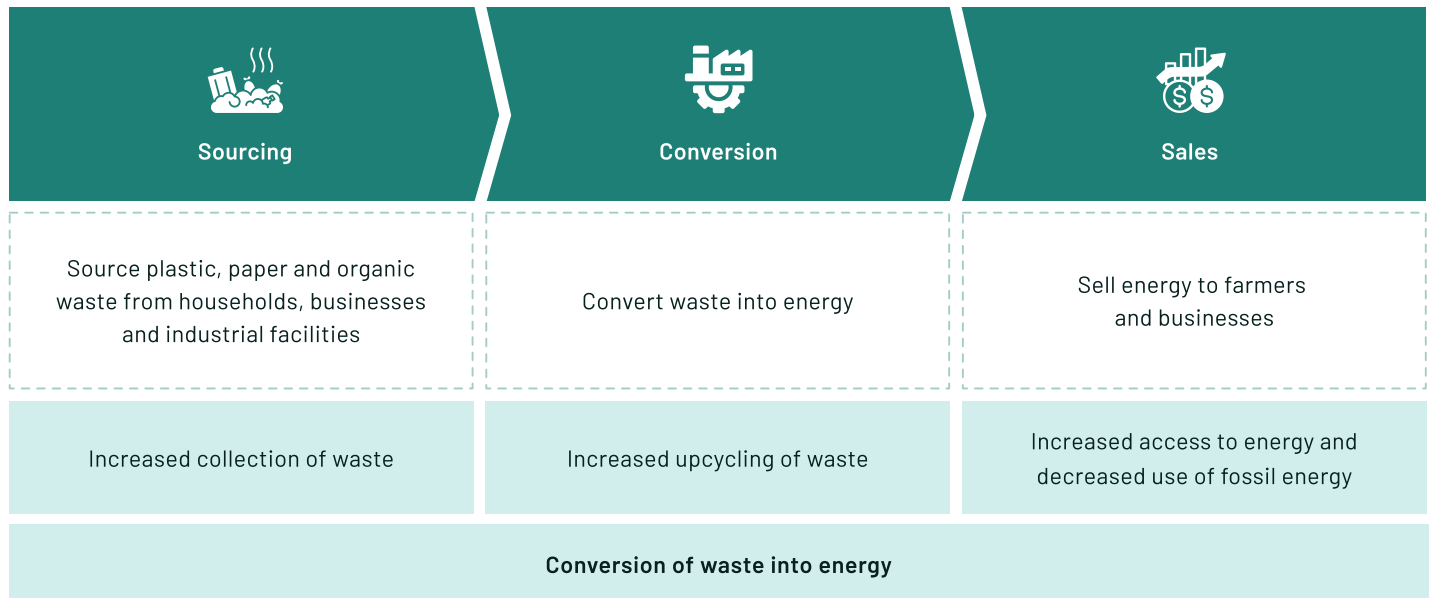 Sourcing
Conversion
Sales
Source plastic, paper and organic
waste from households, businesses
and industrial facilities
Convert waste into energy
Sell energy to farmers
and businesses
Increased collection of waste
Increased upcycling of waste
Increased access to energy and
decreased use of fossil energy
Conversion of waste into energy